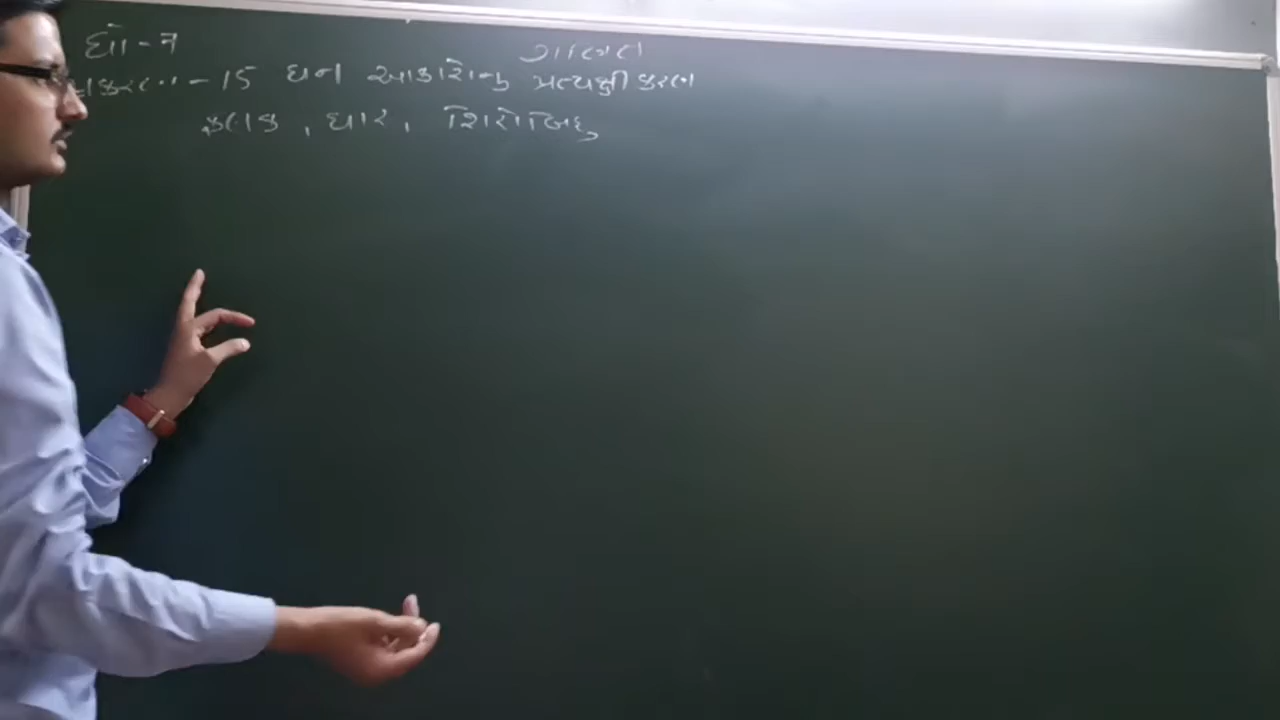 ધો - 7 ગણિત
પ્રકરણ - 15 ઘન આકારોનુ પ્રત્યક્ષીકરણ
ફલક , ધાર , શિરોબિંદુ